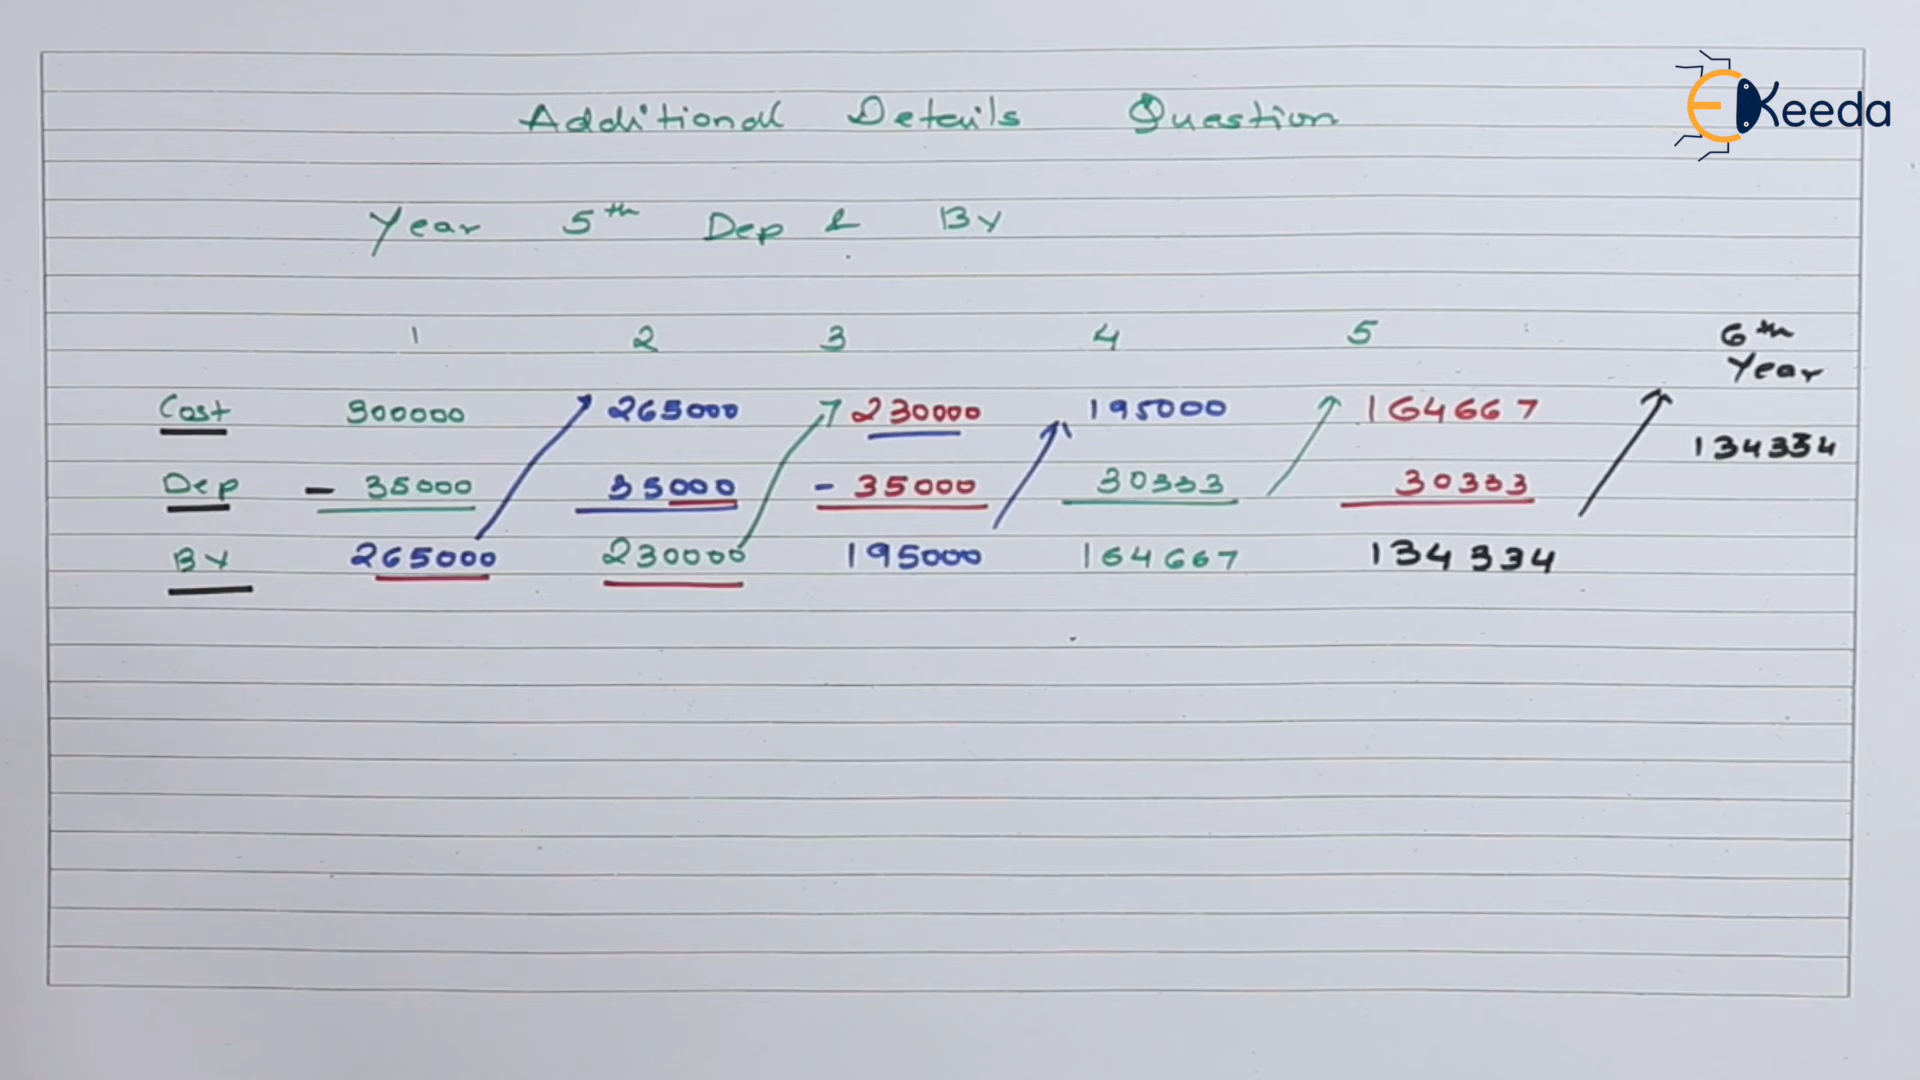 Additional Details Question
EKeeda
Year 5th Dep & BV
1 2 3 4 5 6th
Year
Cost 300000 265000 230000 195000 164667
134334
Dep - 35000 35000 - 35000 30333 30333
BV 265000 230000 195000 164667 134334